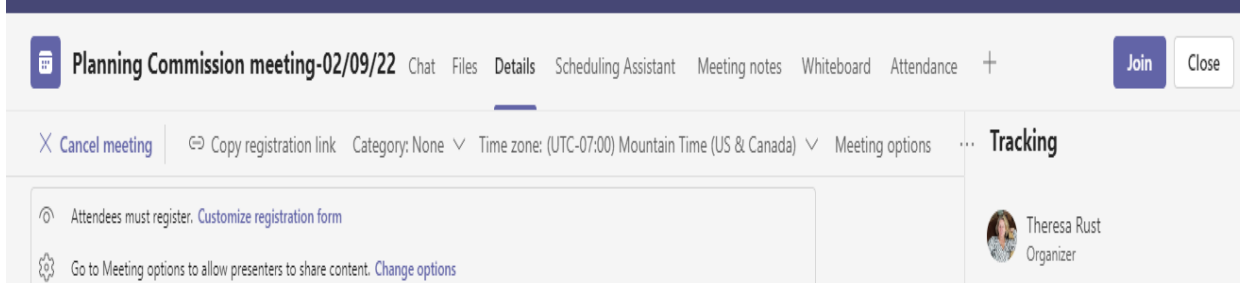 Planning Commission meeting-02/09/22 Chat Files Details Scheduling Assistant Meeting notes Whiteboard Attendance + Join Close
X Cancel meeting Copy registration link Category: None Time zone: (UTC-07:00) Mountain Time (US & Canada) Meeting options ... Tracking
Attendees must register. Customize registration form
Theresa Rust
Organizer
Go to Meeting options to allow presenters to share content. Change options